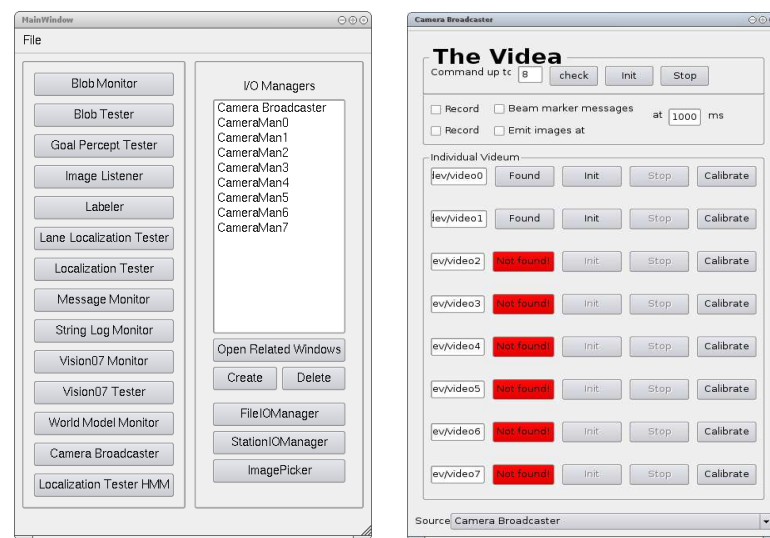 MainWindow
File
Blob Monitor
Blob Tester
Goal Percept Tester
Image Listener
Labeler
Lane Localization Tester
Localization Tester
Message Monitor
String Log Monitor
Vision07 Monitor
Vision07 Tester
World Model Monitor
Camera Broadcaster
Localization Tester HMM
I/O Managers
Camera Broadcaster
CameraMan0
CameraMan1
CameraMan2
CameraMan3
CameraMan4
CameraMan5
CameraMan6
CameraMan7
Open Related Windows
Create Delete
FileIOManager
StationIOManager
ImagePicker
Camera Breadcaster
The Videa
Command up to 8 check Init Stop
Record Beam marker messages at 1000 ms
Record Emit images at
Individual Videum
dev/video0 Found Init Stop Calibrate
dev/video1 Found Init Stop Calibrate
ev/video2 Not found! Init Stop Calibrate
ev/video3 Not found! Init Stop Calibrate
ev/video4 Not found! Init Stop Calibrate
ev/video5 Not found! Init Stop Calibrate
ev/video6 Not found! Init Stop Calibrate
ev/video7 Not found! Init Stop Calibrate
Source Camera Broadcaster